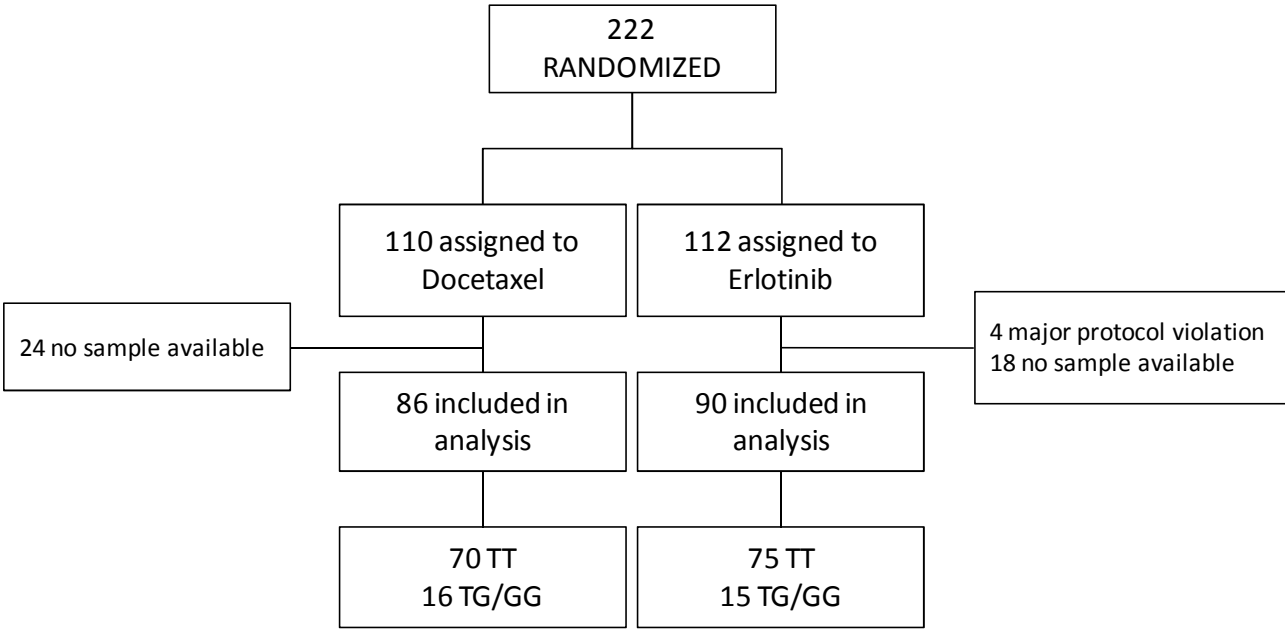 222
RANDOMIZED
110 assigned to
Docetaxel
112 assigned to
Erlotinib
24 no sample available
4 major protocol violation
18 no sample available
86 included in
analysis
90 included in
analysis
70 TT
16 TG/GG
75 TT
15 TG/GG